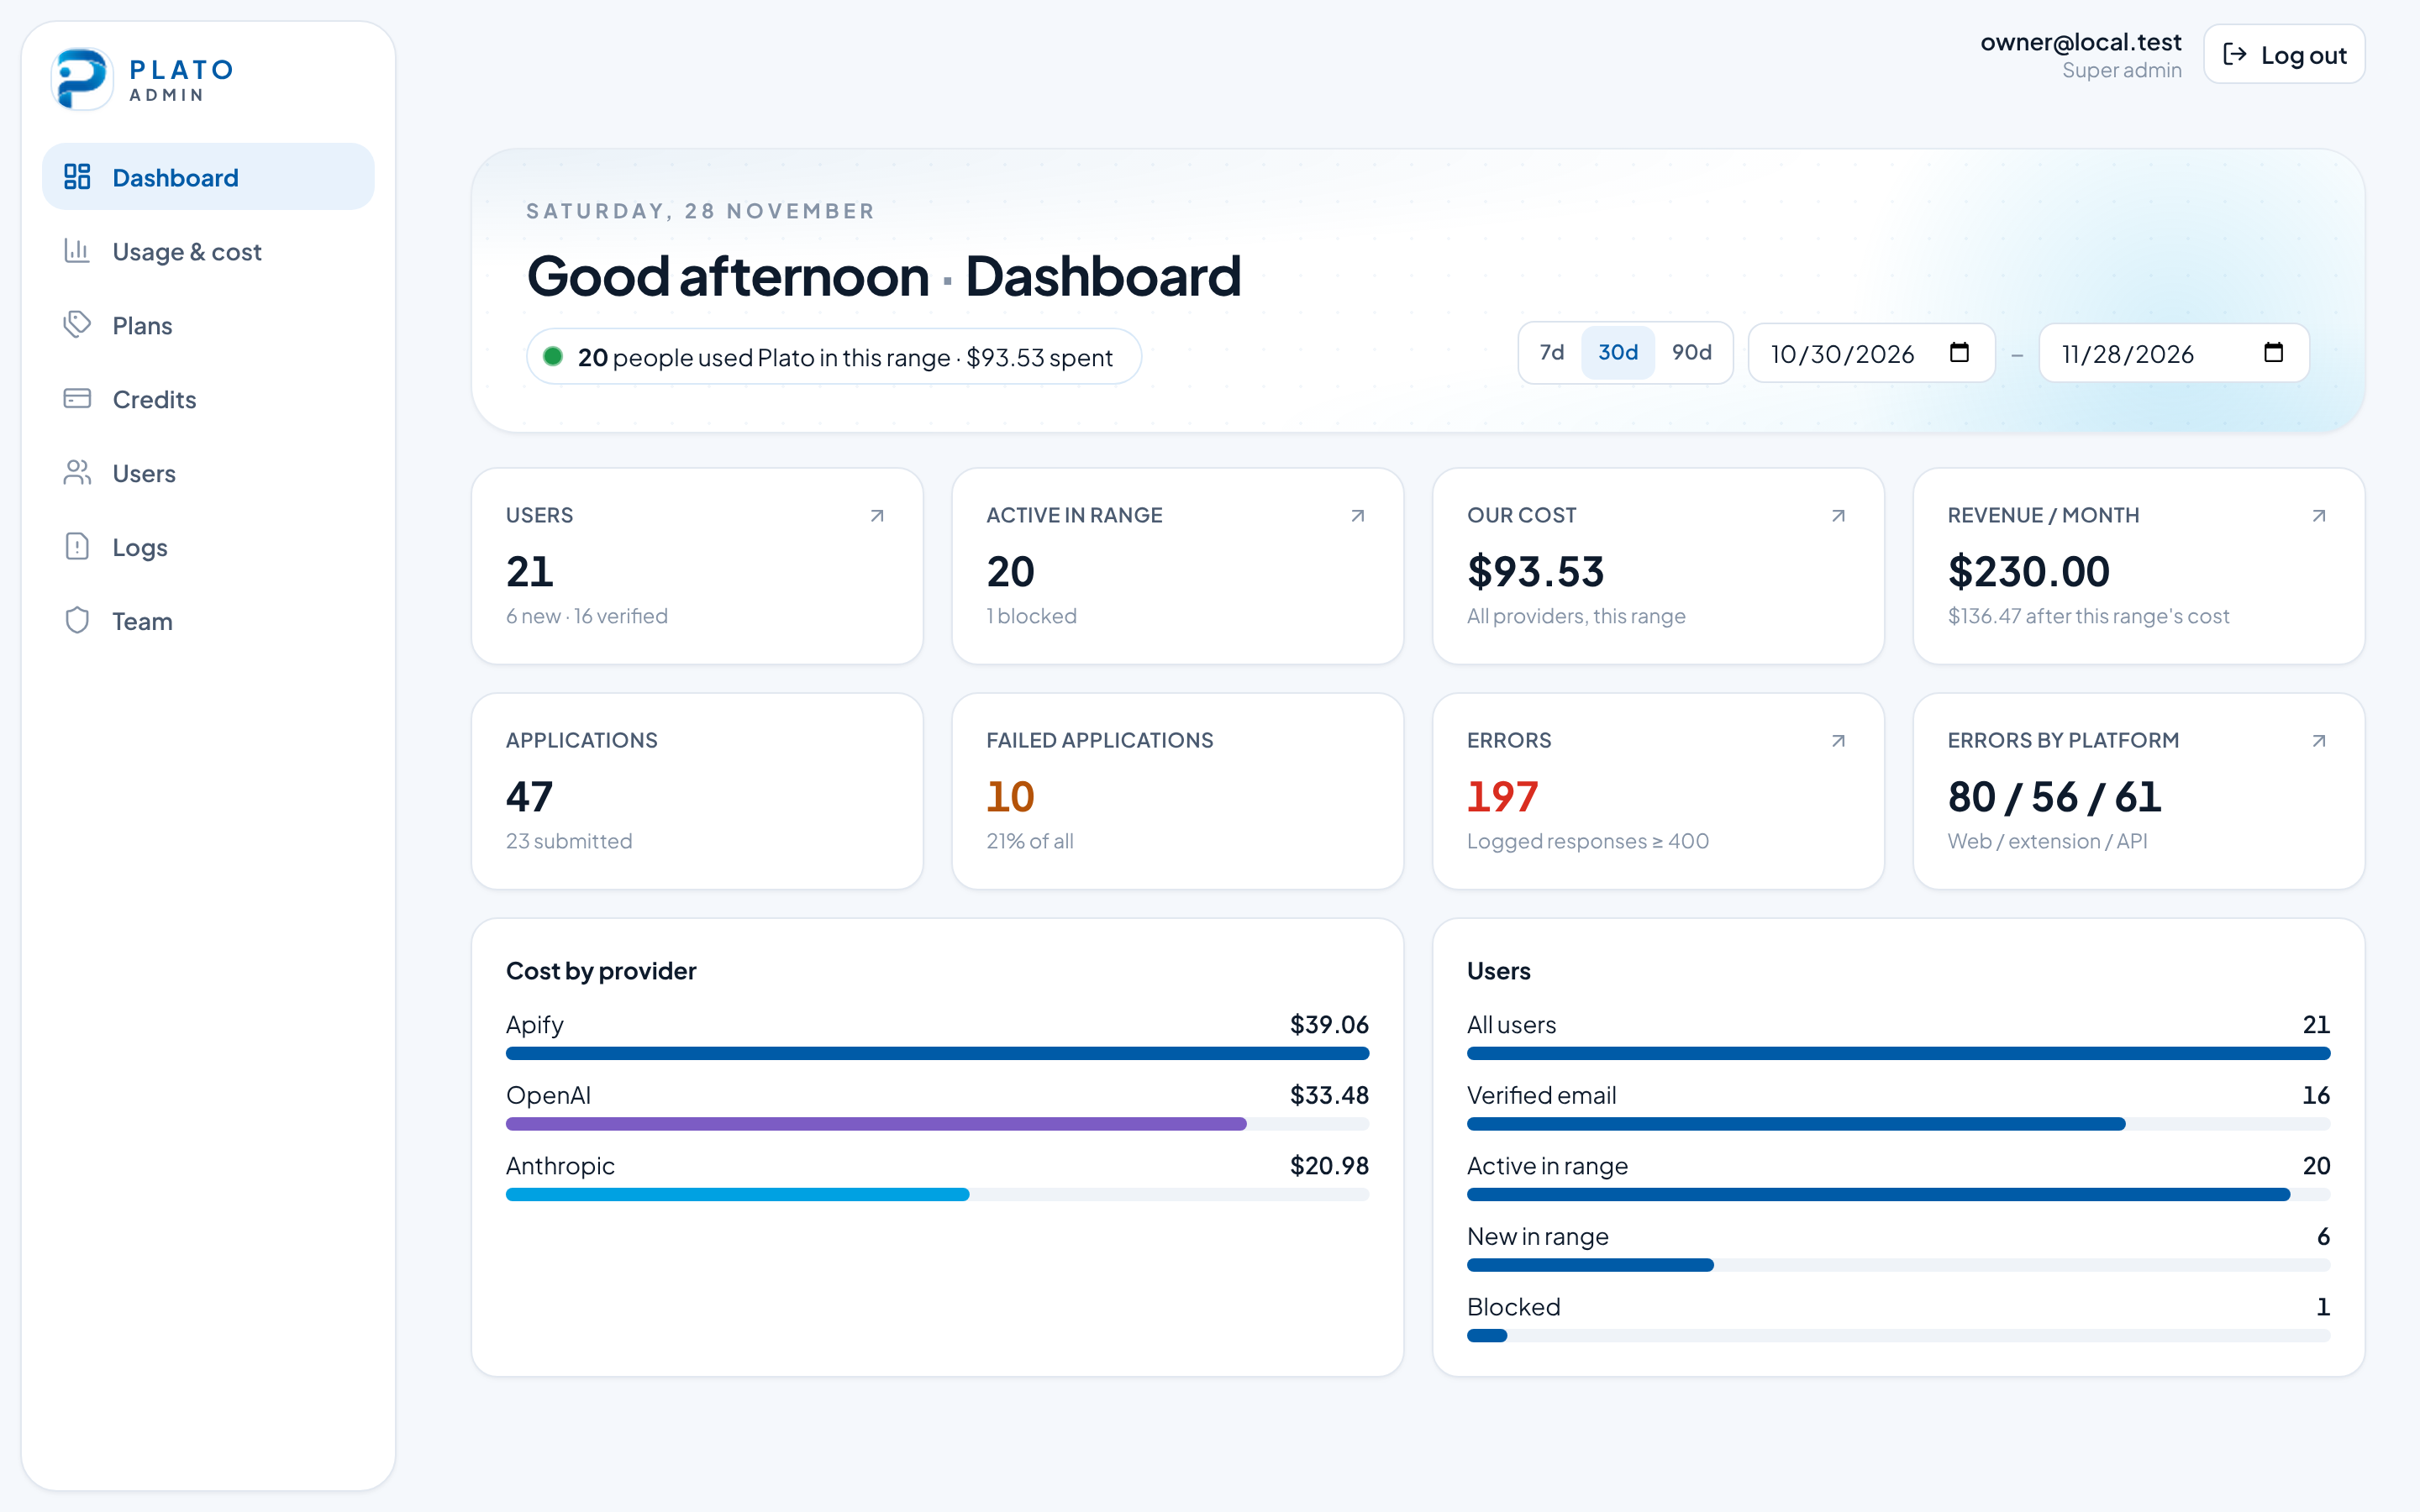 PLATO
ADMIN
Dashboard
Usage & cost
Plans
Credits
Users
Logs
Team
owner@local.test
Super admin
Log out
SATURDAY, 28 NOVEMBER
Good afternoon · Dashboard
20 people used Plato in this range · $93.53 spent
7d 30d 90d 10/30/2026 – 11/28/2026
USERS
21
6 new · 16 verified
ACTIVE IN RANGE
20
1 blocked
OUR COST
$93.53
All providers, this range
REVENUE / MONTH
$230.00
$136.47 after this range's cost
APPLICATIONS
47
23 submitted
FAILED APPLICATIONS
10
21% of all
ERRORS
197
Logged responses ≥ 400
ERRORS BY PLATFORM
80 / 56 / 61
Web / extension / API
Cost by provider
Apify $39.06
OpenAI $33.48
Anthropic $20.98
Users
All users 21
Verified email 16
Active in range 20
New in range 6
Blocked 1